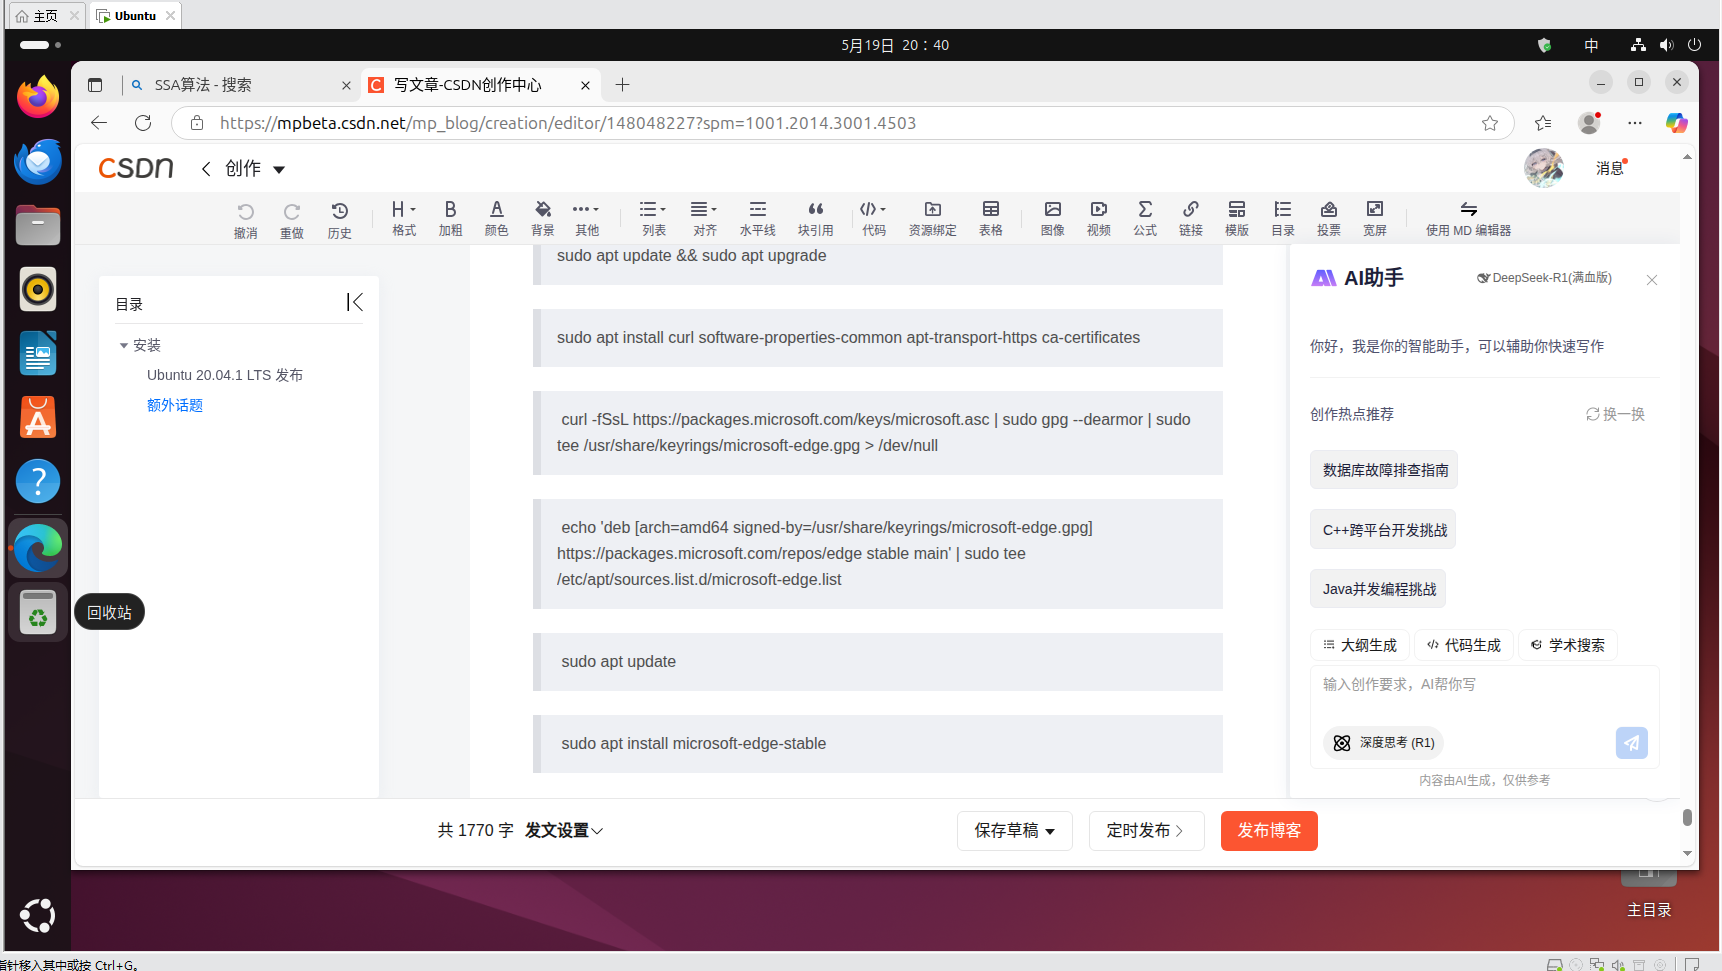 主页
Ubuntu
5月19日 20：40
中
SSA算法 - 搜索
写文章-CSDN创作中心
https://mpbeta.csdn.net/mp_blog/creation/editor/148048227?spm=1001.2014.3001.4503
CSDN
创作
消息
撤消
重做
历史
格式
加粗
颜色
背景
其他
列表
对齐
水平线
块引用
代码
资源绑定
表格
图像
视频
公式
链接
模版
目录
投票
宽屏
使用 MD 编辑器
目录
安装
Ubuntu 20.04.1 LTS 发布
额外话题
回收站
sudo apt update && sudo apt upgrade
sudo apt install curl software-properties-common apt-transport-https ca-certificates
curl -fSsL https://packages.microsoft.com/keys/microsoft.asc | sudo gpg --dearmor | sudo
tee /usr/share/keyrings/microsoft-edge.gpg > /dev/null
echo 'deb [arch=amd64 signed-by=/usr/share/keyrings/microsoft-edge.gpg]
https://packages.microsoft.com/repos/edge stable main' | sudo tee
/etc/apt/sources.list.d/microsoft-edge.list
sudo apt update
sudo apt install microsoft-edge-stable
AI助手
DeepSeek-R1(满血版)
你好，我是你的智能助手，可以辅助你快速写作
创作热点推荐
换一换
数据库故障排查指南
C++跨平台开发挑战
Java并发编程挑战
大纲生成
代码生成
学术搜索
输入创作要求，AI帮你写
深度思考 (R1)
内容由AI生成，仅供参考
共 1770 字
发文设置
保存草稿
定时发布
发布博客
主目录
指针移入其中或按 Ctrl+G。